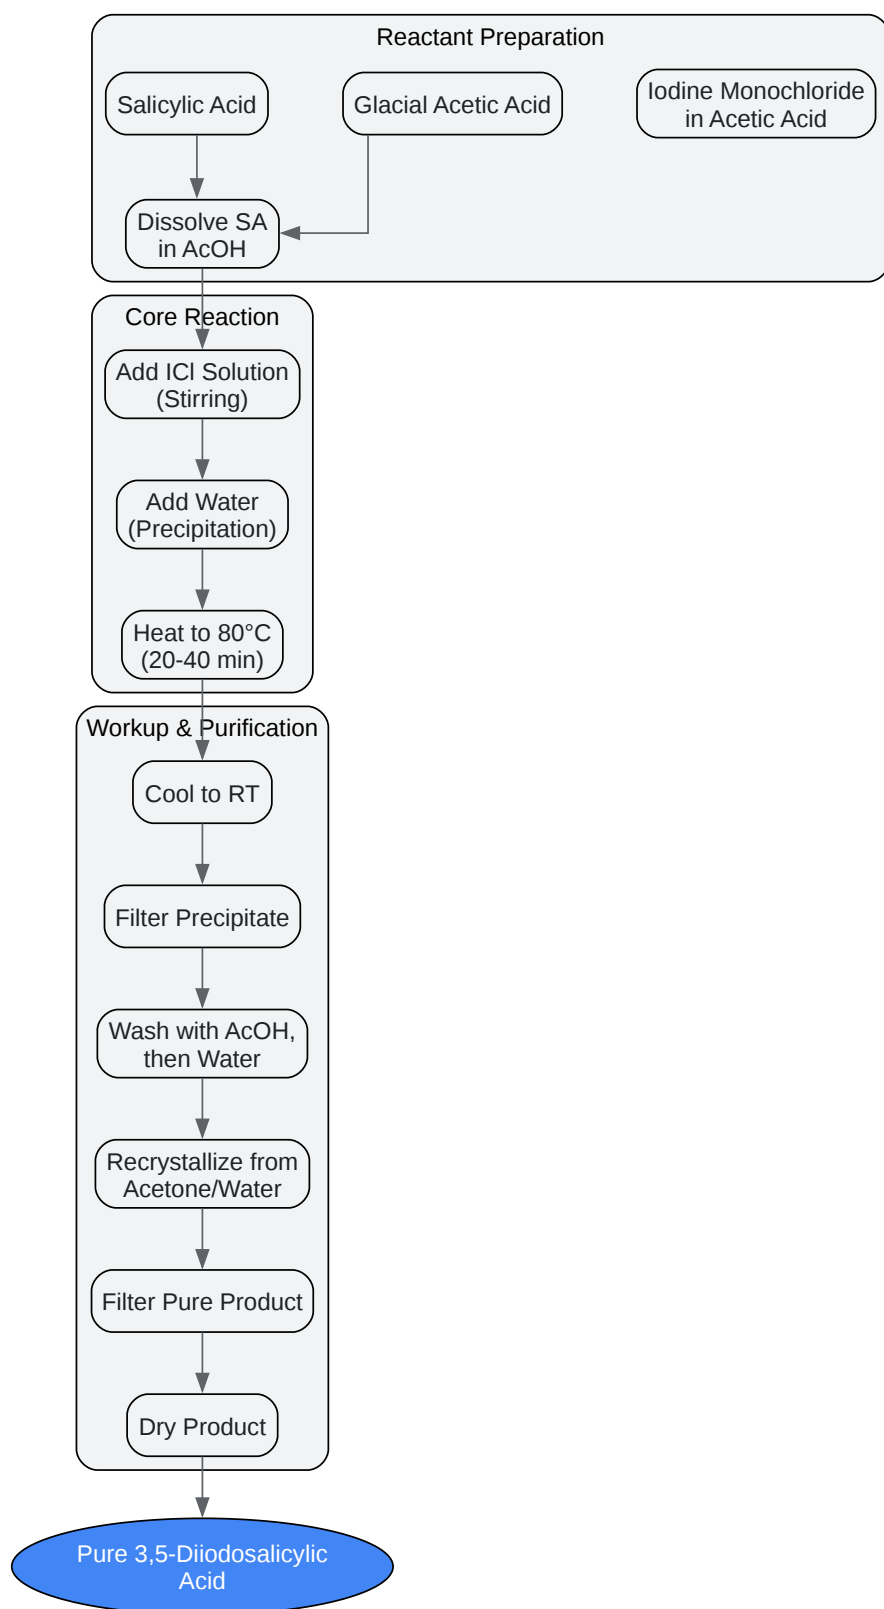 Reactant Preparation
Salicylic Acid
Glacial Acetic Acid
Iodine Monochloride
in Acetic Acid
Dissolve SA
in AcOH
Core Reaction
Add ICl Solution
(Stirring)
Add Water
(Precipitation)
Heat to 80°C
(20-40 min)
Workup & Purification
Cool to RT
Filter Precipitate
Wash with AcOH,
then Water
Recrystallize from
Acetone/Water
Filter Pure Product
Dry Product
Pure 3,5-Diiodosalicylic
Acid